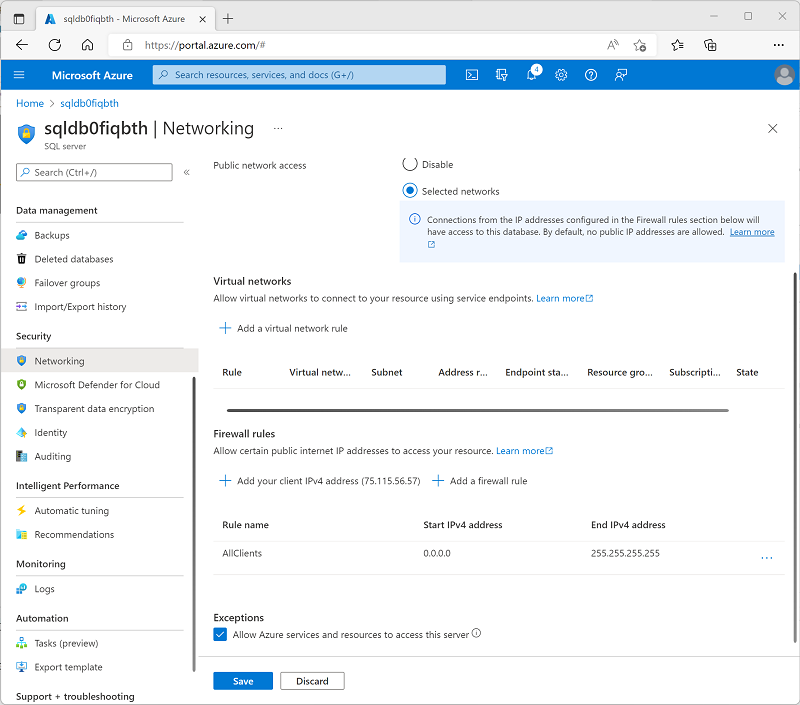 sqldb0fiqbth - Microsoft Azure
https://portal.azure.com/#
Microsoft Azure
Search resources, services, and docs (G+/)
4
Home > sqldb0fiqbth
sqldb0fiqbth | Networking ...
SQL server
Search (Ctrl+/)
«
Data management
Backups
Deleted databases
Failover groups
Import/Export history
Security
Networking
Microsoft Defender for Cloud
Transparent data encryption
Identity
Auditing
Intelligent Performance
Automatic tuning
Recommendations
Monitoring
Logs
Automation
Tasks (preview)
Export template
Support + troubleshooting
Public network access
Disable
Selected networks
Connections from the IP addresses configured in the Firewall rules section below will
have access to this database. By default, no public IP addresses are allowed. Learn more
Virtual networks
Allow virtual networks to connect to your resource using service endpoints. Learn more
Add a virtual network rule
Rule Virtual netw... Subnet Address r... Endpoint sta... Resource gro... Subscripti... State
Firewall rules
Allow certain public internet IP addresses to access your resource. Learn more
Add your client IPv4 address (75.115.56.57) Add a firewall rule
Rule name Start IPv4 address End IPv4 address
AllClients 0.0.0.0 255.255.255.255 ...
Exceptions
Allow Azure services and resources to access this server
Save Discard